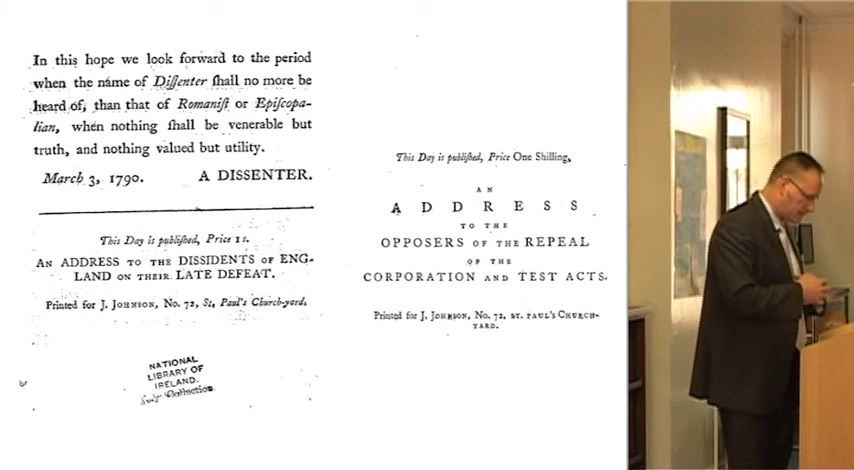 In this hope we look forward to the period
when the name of Diſſenter ſhall no more be
heard of, than that of Romaniſt or Epiſcopa-
lian, when nothing ſhall be venerable but
truth, and nothing valued but utility.
March 3, 1790. A DISSENTER.
This Day is publiſhed, Price 1s.
AN ADDRESS TO THE DISSIDENTS OF ENG-
LAND ON THEIR LATE DEFEAT.
Printed for J. JOHNSON, No. 72, St. Paul's Church-yard.
NATIONAL
LIBRARY OF
IRELAND.
Collection
This Day is publiſhed, Price One Shilling,
AN
ADDRESS
TO THE
OPPOSERS OF THE REPEAL
OF THE
CORPORATION AND TEST ACTS.
Printed for J. JOHNSON, No. 72, ST. PAUL'S CHURCH-
YARD.